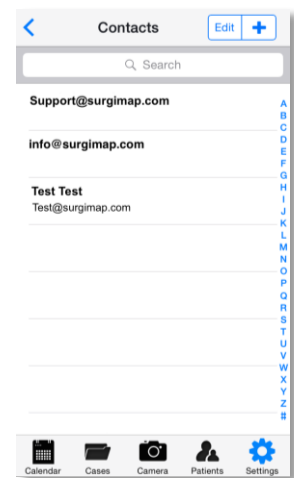 Contacts
Edit +
Search
Support@surgimap.com
info@surgimap.com
Test Test
Test@surgimap.com
A
B
C
D
E
F
G
H
I
J
K
L
M
N
O
P
Q
R
S
T
U
V
W
X
Y
Z
#
Calendar Cases Camera Patients Settings